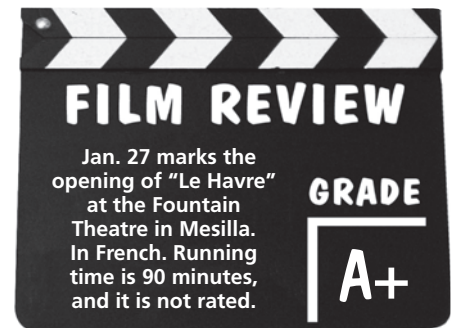 FILM REVIEW
Jan. 27 marks the
opening of “Le Havre”
at the Fountain
Theatre in Mesilla.
In French. Running
time is 90 minutes,
and it is not rated.
GRADE
A+